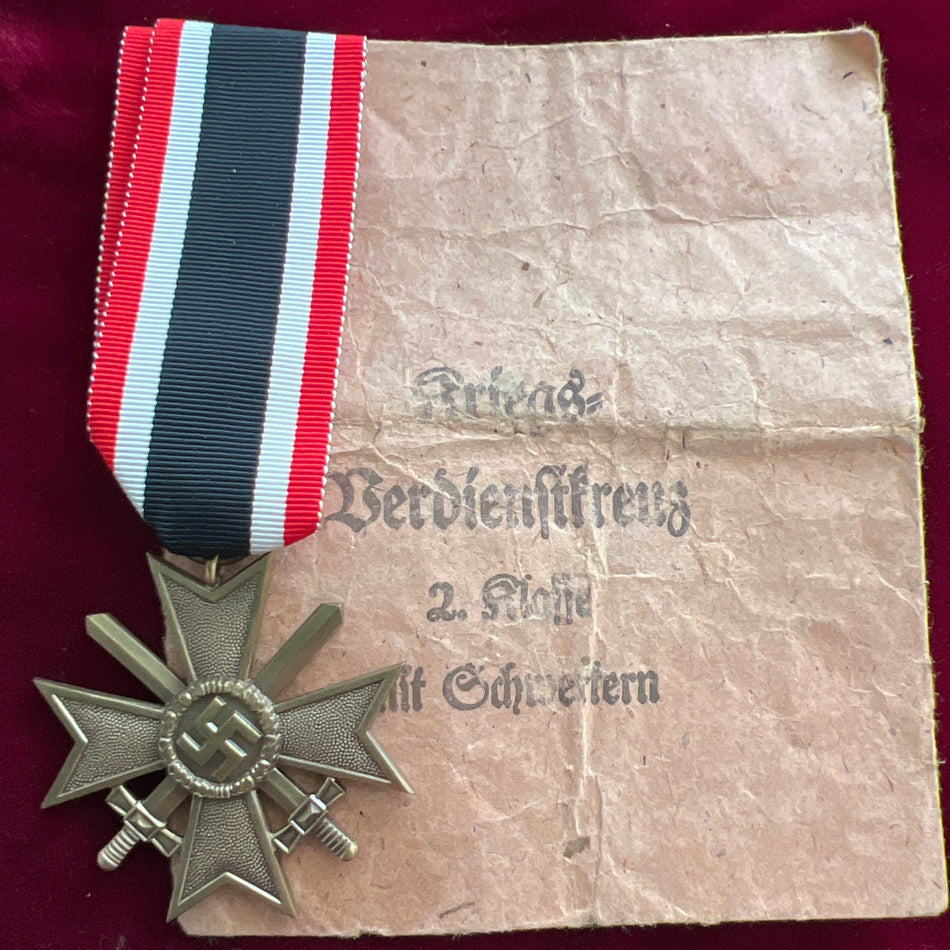 Kriegs-
Verdienstkreuz
2. Klasse
mit Schwertern